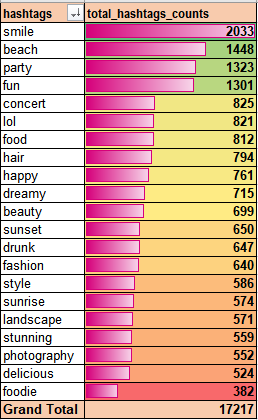 hashtags total_hashtags_counts
smile 2033
beach 1448
party 1323
fun 1301
concert 825
lol 821
food 812
hair 794
happy 761
dreamy 715
beauty 699
sunset 650
drunk 647
fashion 640
style 586
sunrise 574
landscape 571
stunning 559
photography 552
delicious 524
foodie 382
Grand Total 17217